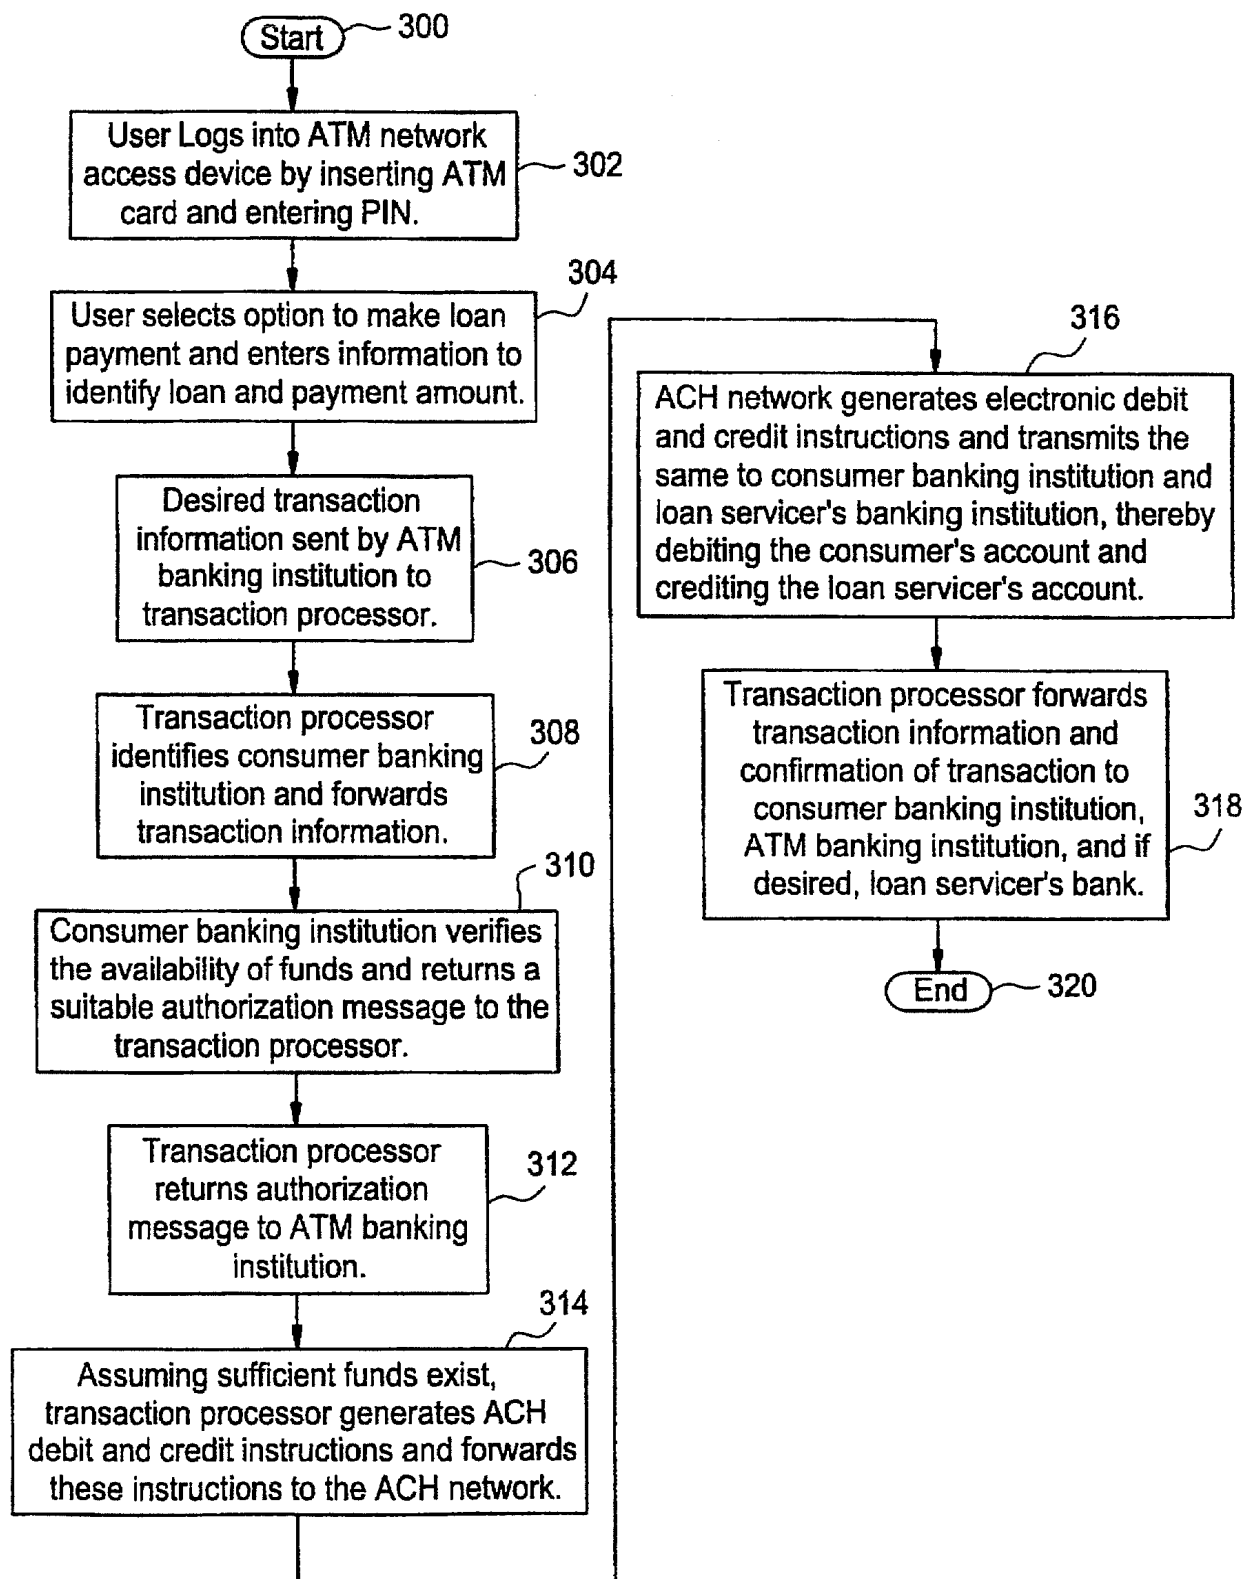 Start
300
User Logs into ATM network
access device by inserting ATM
card and entering PIN.
302
304
User selects option to make loan
payment and enters information to
identify loan and payment amount.
Desired transaction
information sent by ATM
banking institution to
transaction processor.
306
Transaction processor
identifies consumer banking
institution and forwards
transaction information.
308
310
Consumer banking institution verifies
the availability of funds and returns a
suitable authorization message to the
transaction processor.
Transaction processor
returns authorization
message to ATM banking
institution.
312
314
Assuming sufficient funds exist,
transaction processor generates ACH
debit and credit instructions and forwards
these instructions to the ACH network.
316
ACH network generates electronic debit
and credit instructions and transmits the
same to consumer banking institution and
loan servicer's banking institution, thereby
debiting the consumer's account and
crediting the loan servicer's account.
Transaction processor forwards
transaction information and
confirmation of transaction to
consumer banking institution,
ATM banking institution, and if
desired, loan servicer's bank.
318
End
320